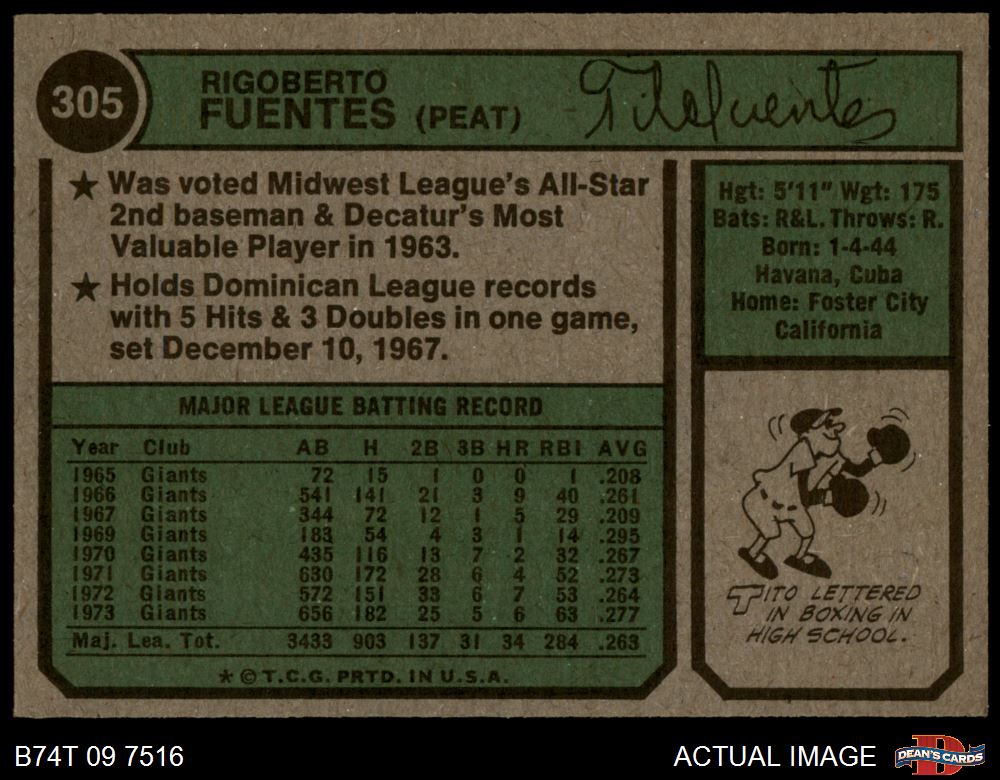 305
RIGOBERTO
FUENTES (PEAT)
Tito Fuentes
★ Was voted Midwest League's All-Star
2nd baseman & Decatur's Most
Valuable Player in 1963.
★ Holds Dominican League records
with 5 Hits & 3 Doubles in one game,
set December 10, 1967.
Hgt: 5'11" Wgt: 175
Bats: R&L. Throws: R.
Born: 1-4-44
Havana, Cuba
Home: Foster City
California
MAJOR LEAGUE BATTING RECORD
Year Club AB H 2B 3B HR RBI AVG
1965 Giants 72 15 1 0 0 1 .208
1966 Giants 541 141 21 3 9 40 .261
1967 Giants 344 72 12 1 5 29 .209
1969 Giants 183 54 4 3 1 14 .295
1970 Giants 435 116 13 7 2 32 .267
1971 Giants 630 172 28 6 4 52 .273
1972 Giants 572 151 33 6 7 53 .264
1973 Giants 656 182 25 5 6 63 .277
Maj. Lea. Tot. 3433 903 137 31 34 284 .263
★ © T.C.G. PRTD. IN U.S.A.
TITO LETTERED
IN BOXING IN
HIGH SCHOOL.
B74T 09 7516
ACTUAL IMAGE
D
DEAN'S CARDS